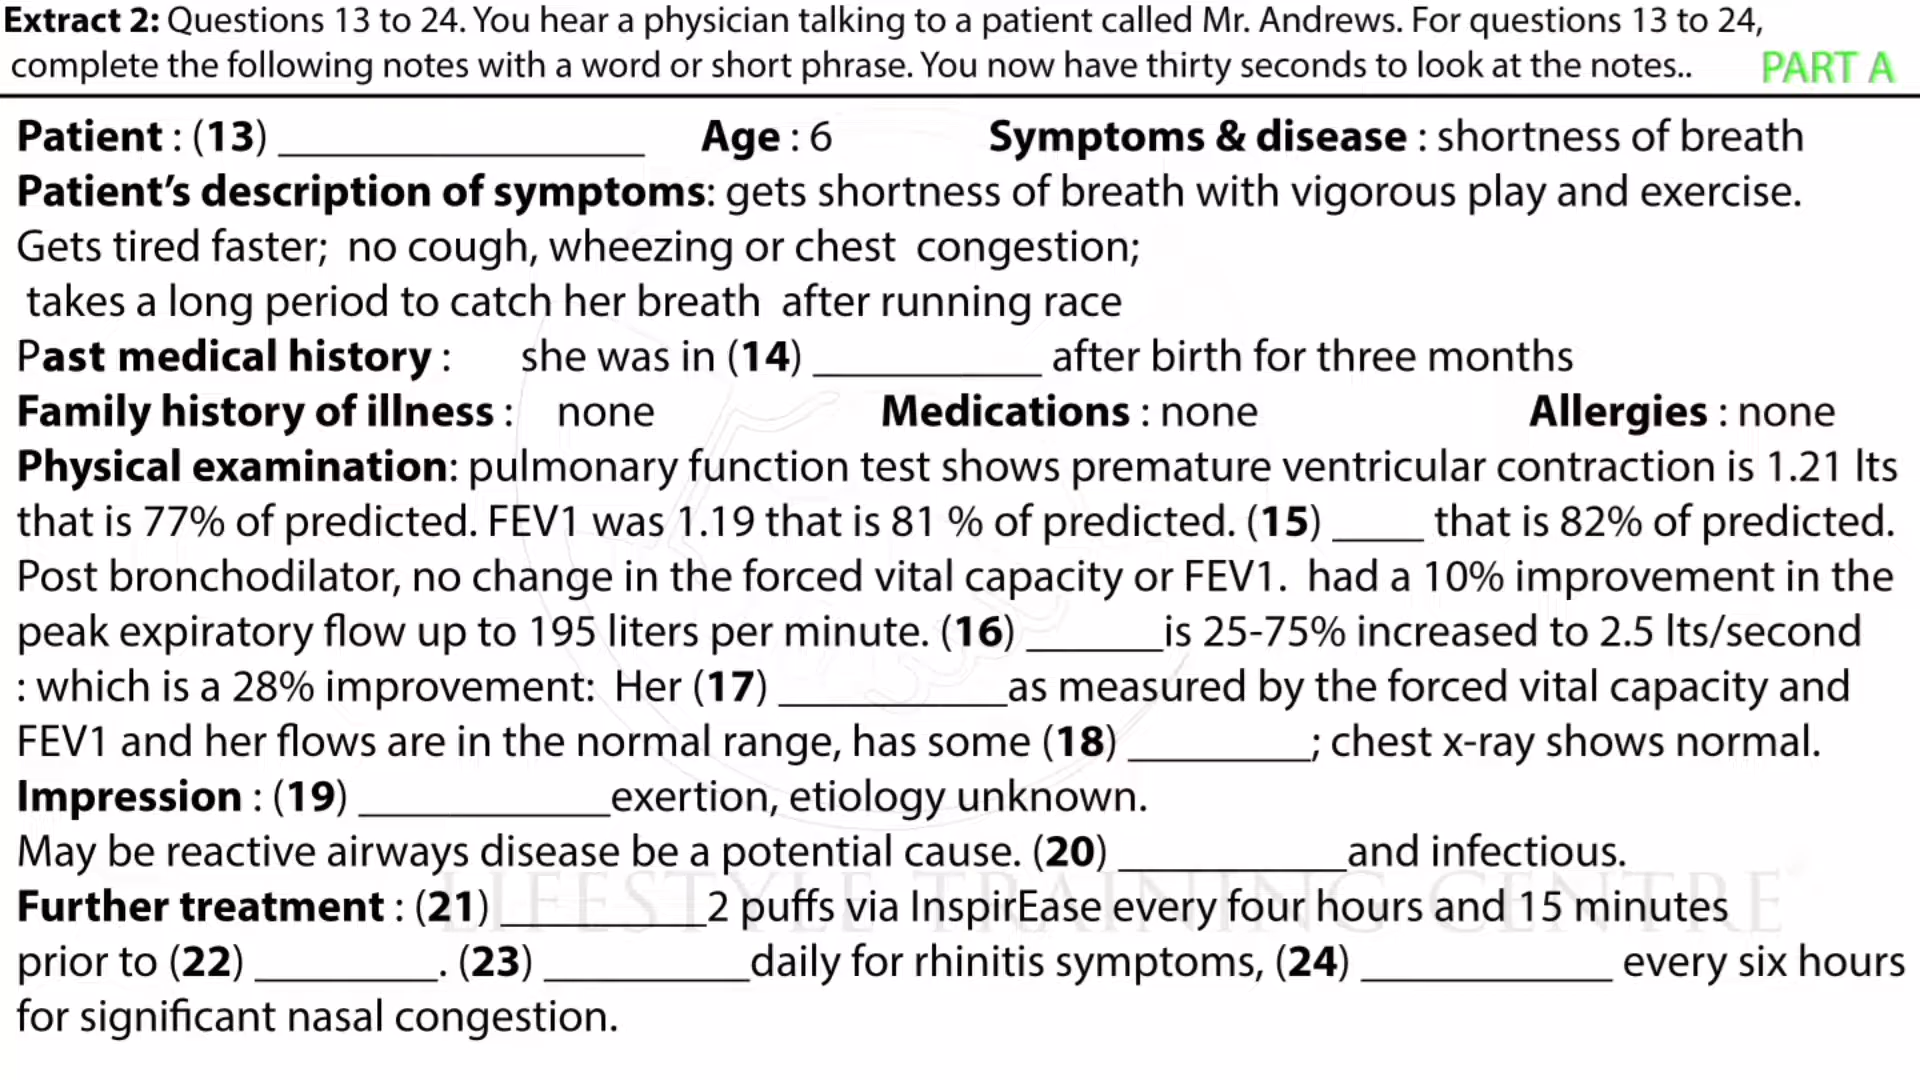 Extract 2: Questions 13 to 24. You hear a physician talking to a patient called Mr. Andrews. For questions 13 to 24,
complete the following notes with a word or short phrase. You now have thirty seconds to look at the notes..
PART A
Patient : (13) ________________ Age : 6 Symptoms & disease : shortness of breath
Patient's description of symptoms: gets shortness of breath with vigorous play and exercise.
Gets tired faster; no cough, wheezing or chest congestion;
takes a long period to catch her breath after running race
Past medical history : she was in (14) __________ after birth for three months
Family history of illness : none Medications : none Allergies : none
Physical examination: pulmonary function test shows premature ventricular contraction is 1.21 lts
that is 77% of predicted. FEV1 was 1.19 that is 81 % of predicted. (15) ____ that is 82% of predicted.
Post bronchodilator, no change in the forced vital capacity or FEV1. had a 10% improvement in the
peak expiratory flow up to 195 liters per minute. (16) ______is 25-75% increased to 2.5 lts/second
: which is a 28% improvement: Her (17) __________as measured by the forced vital capacity and
FEV1 and her flows are in the normal range, has some (18) ________; chest x-ray shows normal.
Impression : (19) ___________exertion, etiology unknown.
May be reactive airways disease be a potential cause. (20) __________and infectious.
Further treatment : (21) _________2 puffs via InspirEase every four hours and 15 minutes
prior to (22) ________. (23) _________daily for rhinitis symptoms, (24) ___________ every six hours
for significant nasal congestion.
LIFESTYLE TRAINING CENTRE